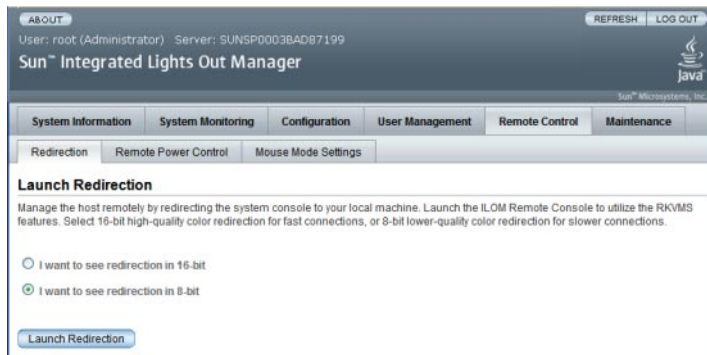 ABOUT
REFRESH LOG OUT
User: root (Administrator) Server: SUNSP0003BAD87199
Sun™ Integrated Lights Out Manager
Java
Sun™ Microsystems, Inc.
System Information System Monitoring Configuration User Management Remote Control Maintenance
Redirection Remote Power Control Mouse Mode Settings
Launch Redirection
Manage the host remotely by redirecting the system console to your local machine. Launch the ILOM Remote Console to utilize the RKVMS
features. Select 16-bit high-quality color redirection for fast connections, or 8-bit lower-quality color redirection for slower connections.
I want to see redirection in 16-bit
I want to see redirection in 8-bit
Launch Redirection